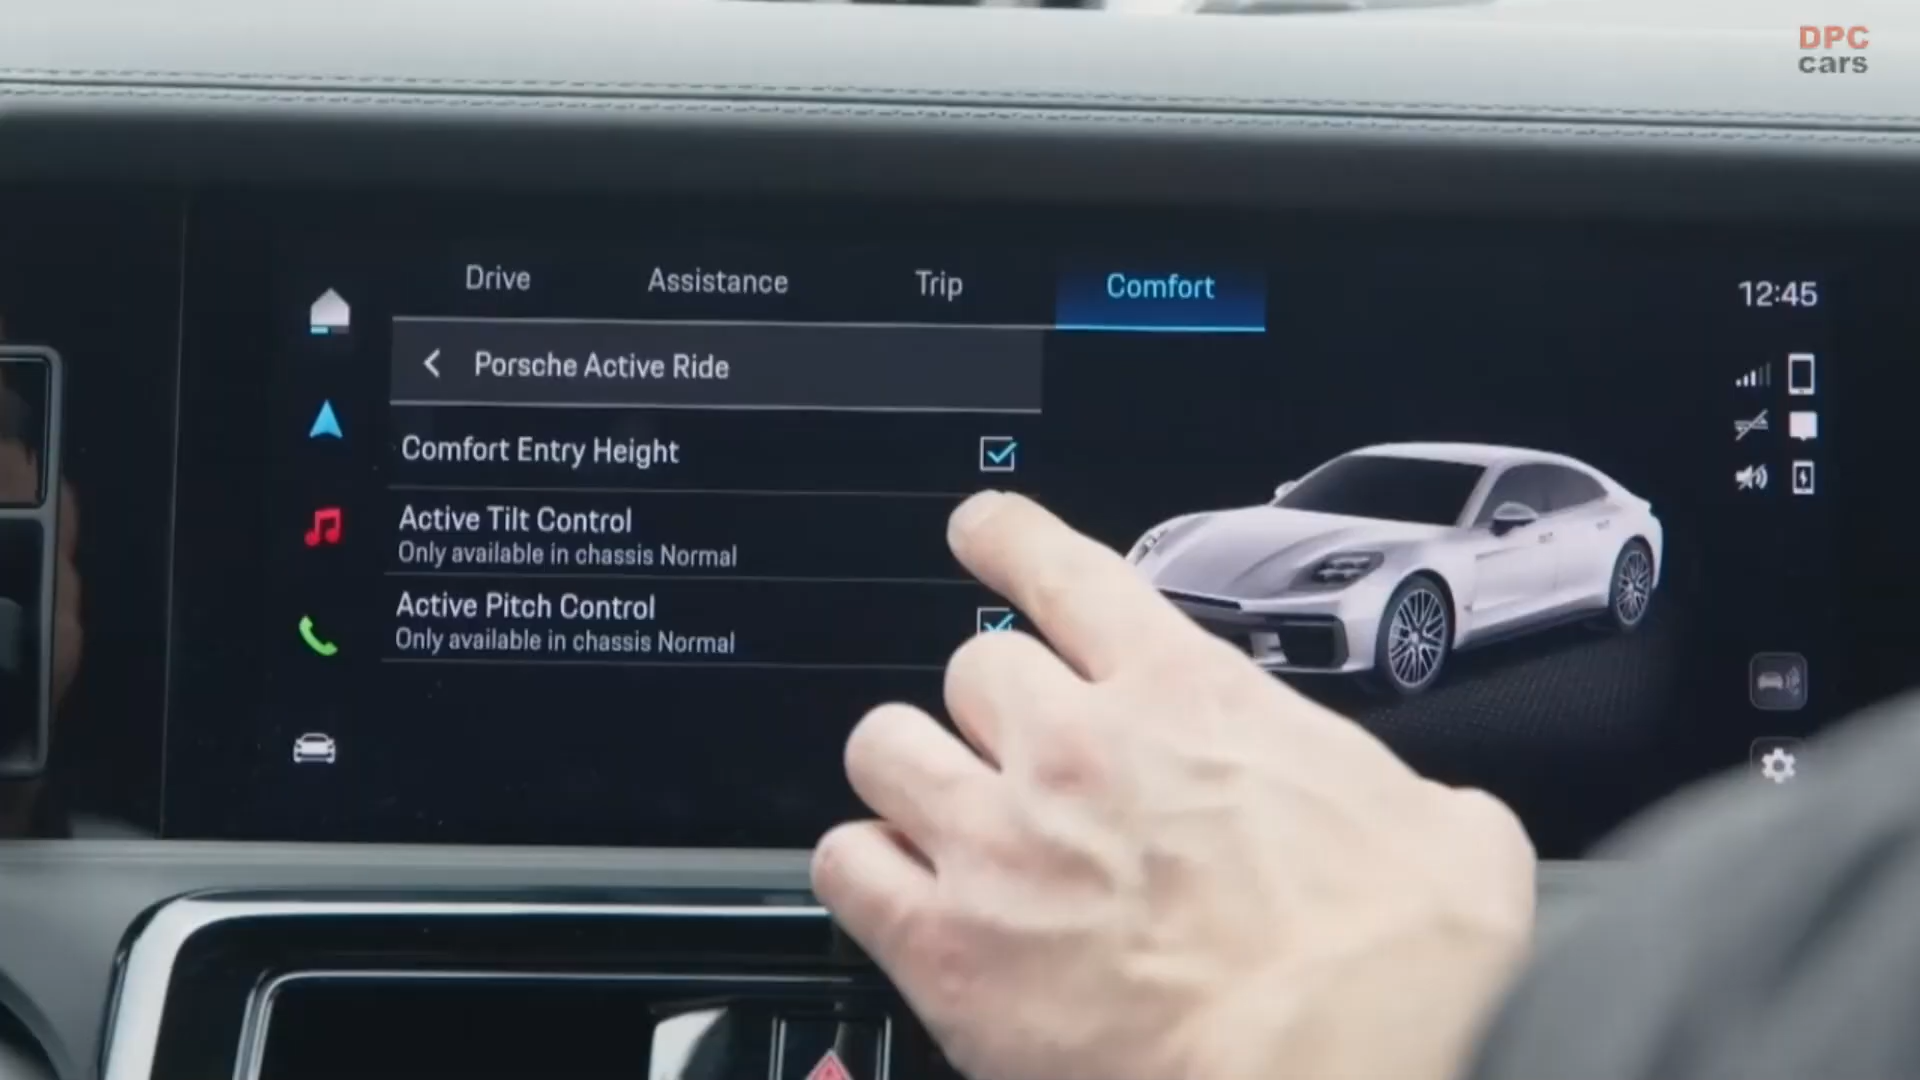 DPC
cars
Drive
Assistance
Trip
Comfort
12:45
Porsche Active Ride
Comfort Entry Height
Active Tilt Control
Only available in chassis Normal
Active Pitch Control
Only available in chassis Normal